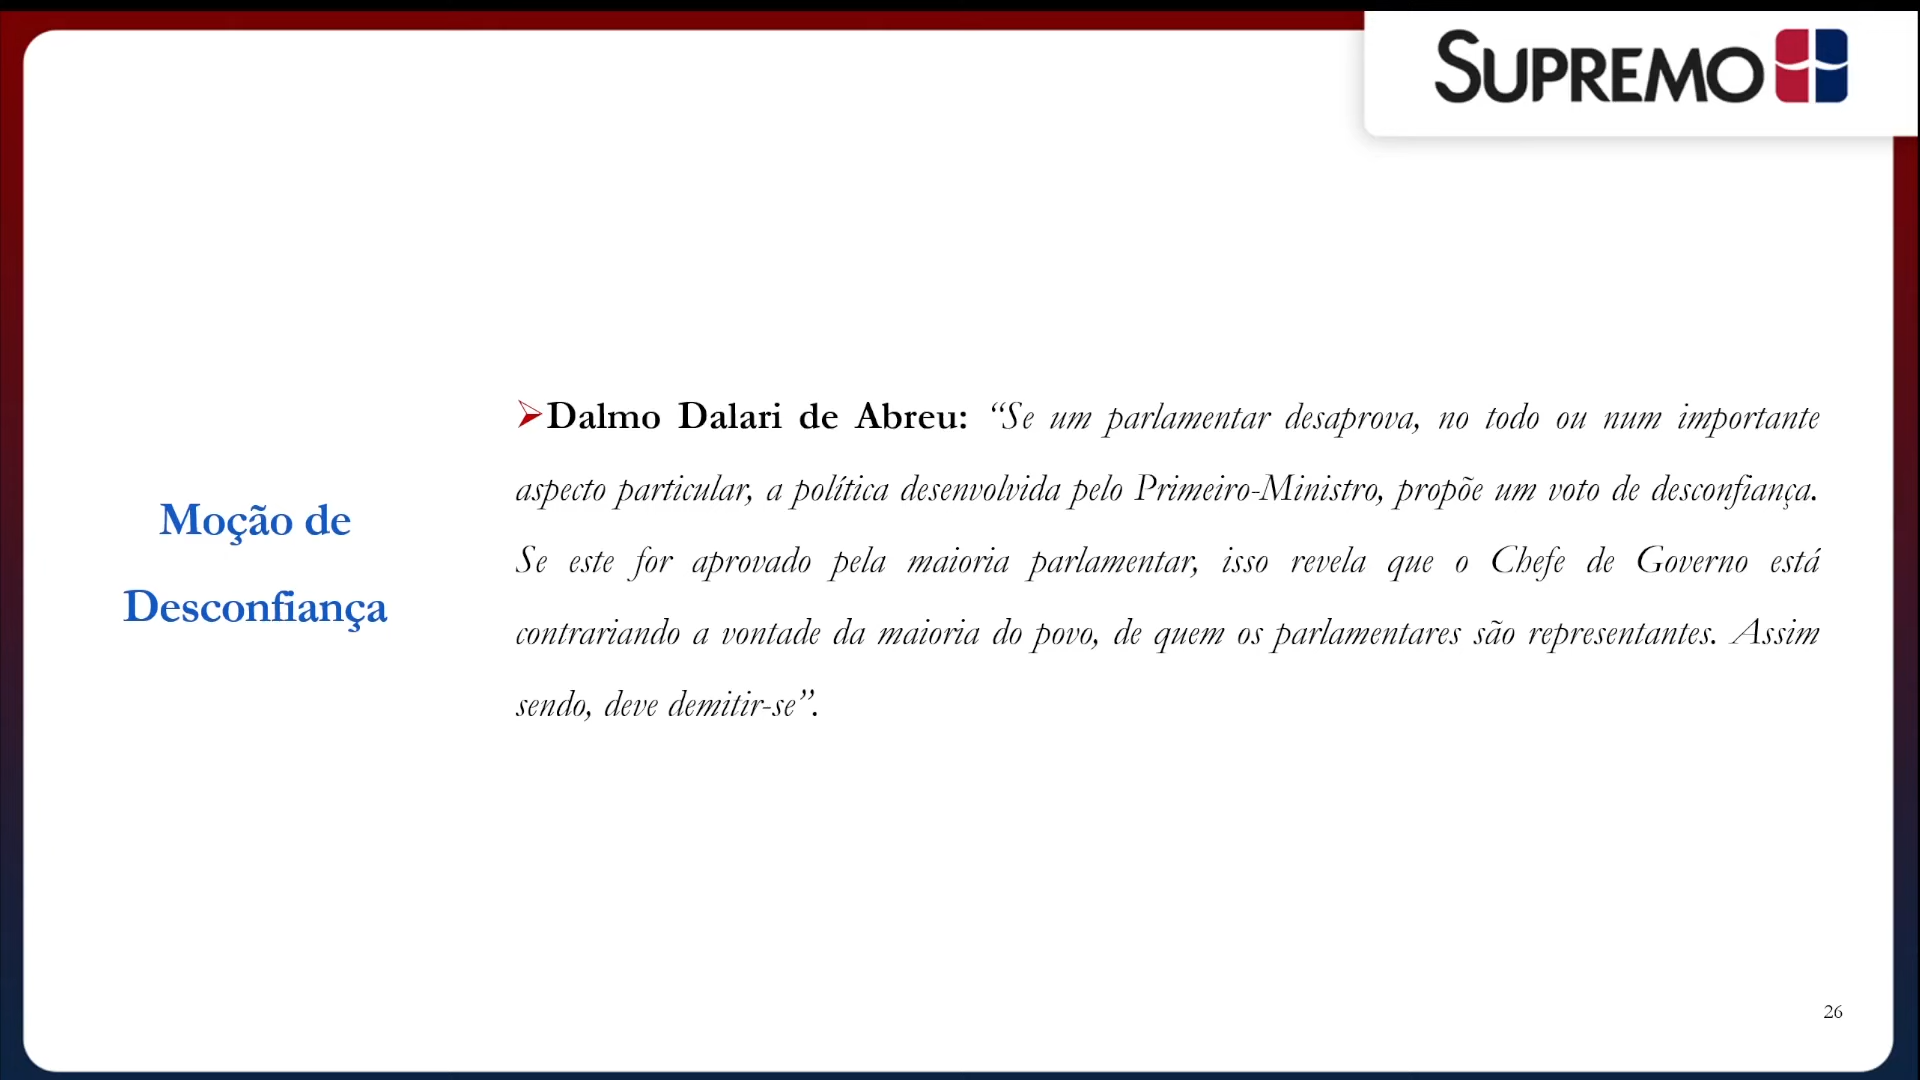 SUPREMO
Moção de
Desconfiança
Dalmo Dalari de Abreu: “Se um parlamentar desaprova, no todo ou num importante
aspecto particular, a política desenvolvida pelo Primeiro-Ministro, propõe um voto de desconfiança.
Se este for aprovado pela maioria parlamentar, isso revela que o Chefe de Governo está
contrariando a vontade da maioria do povo, de quem os parlamentares são representantes. Assim
sendo, deve demitir-se”.
26